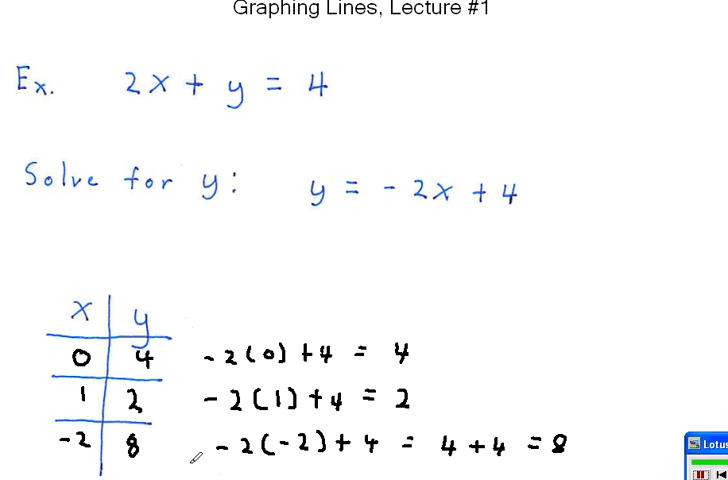 Graphing Lines, Lecture #1
Ex. 2x + y = 4
Solve for y: y = -2x + 4
x y
0 4 -2(0) + 4 = 4
1 2 -2(1) + 4 = 2
-2 8 -2(-2) + 4 = 4 + 4 = 8